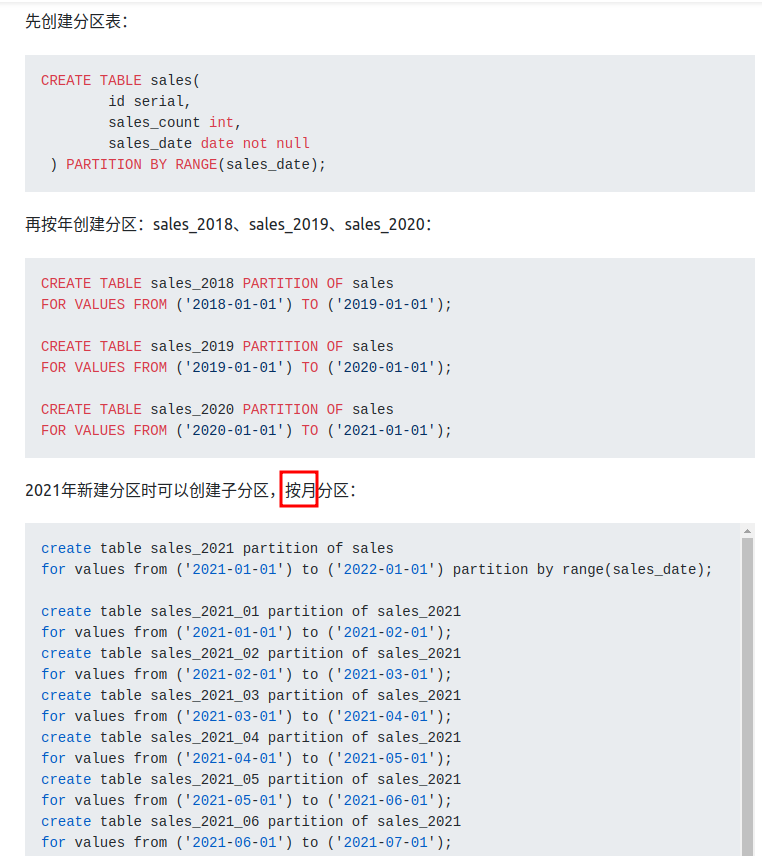 先创建分区表：
CREATE TABLE sales(
        id serial,
        sales_count int,
        sales_date date not null
 ) PARTITION BY RANGE(sales_date);
再按年创建分区：sales_2018、sales_2019、sales_2020：
CREATE TABLE sales_2018 PARTITION OF sales
FOR VALUES FROM ('2018-01-01') TO ('2019-01-01');
CREATE TABLE sales_2019 PARTITION OF sales
FOR VALUES FROM ('2019-01-01') TO ('2020-01-01');
CREATE TABLE sales_2020 PARTITION OF sales
FOR VALUES FROM ('2020-01-01') TO ('2021-01-01');
2021年新建分区时可以创建子分区，按月分区：
create table sales_2021 partition of sales
for values from ('2021-01-01') to ('2022-01-01') partition by range(sales_date);
create table sales_2021_01 partition of sales_2021
for values from ('2021-01-01') to ('2021-02-01');
create table sales_2021_02 partition of sales_2021
for values from ('2021-02-01') to ('2021-03-01');
create table sales_2021_03 partition of sales_2021
for values from ('2021-03-01') to ('2021-04-01');
create table sales_2021_04 partition of sales_2021
for values from ('2021-04-01') to ('2021-05-01');
create table sales_2021_05 partition of sales_2021
for values from ('2021-05-01') to ('2021-06-01');
create table sales_2021_06 partition of sales_2021
for values from ('2021-06-01') to ('2021-07-01');